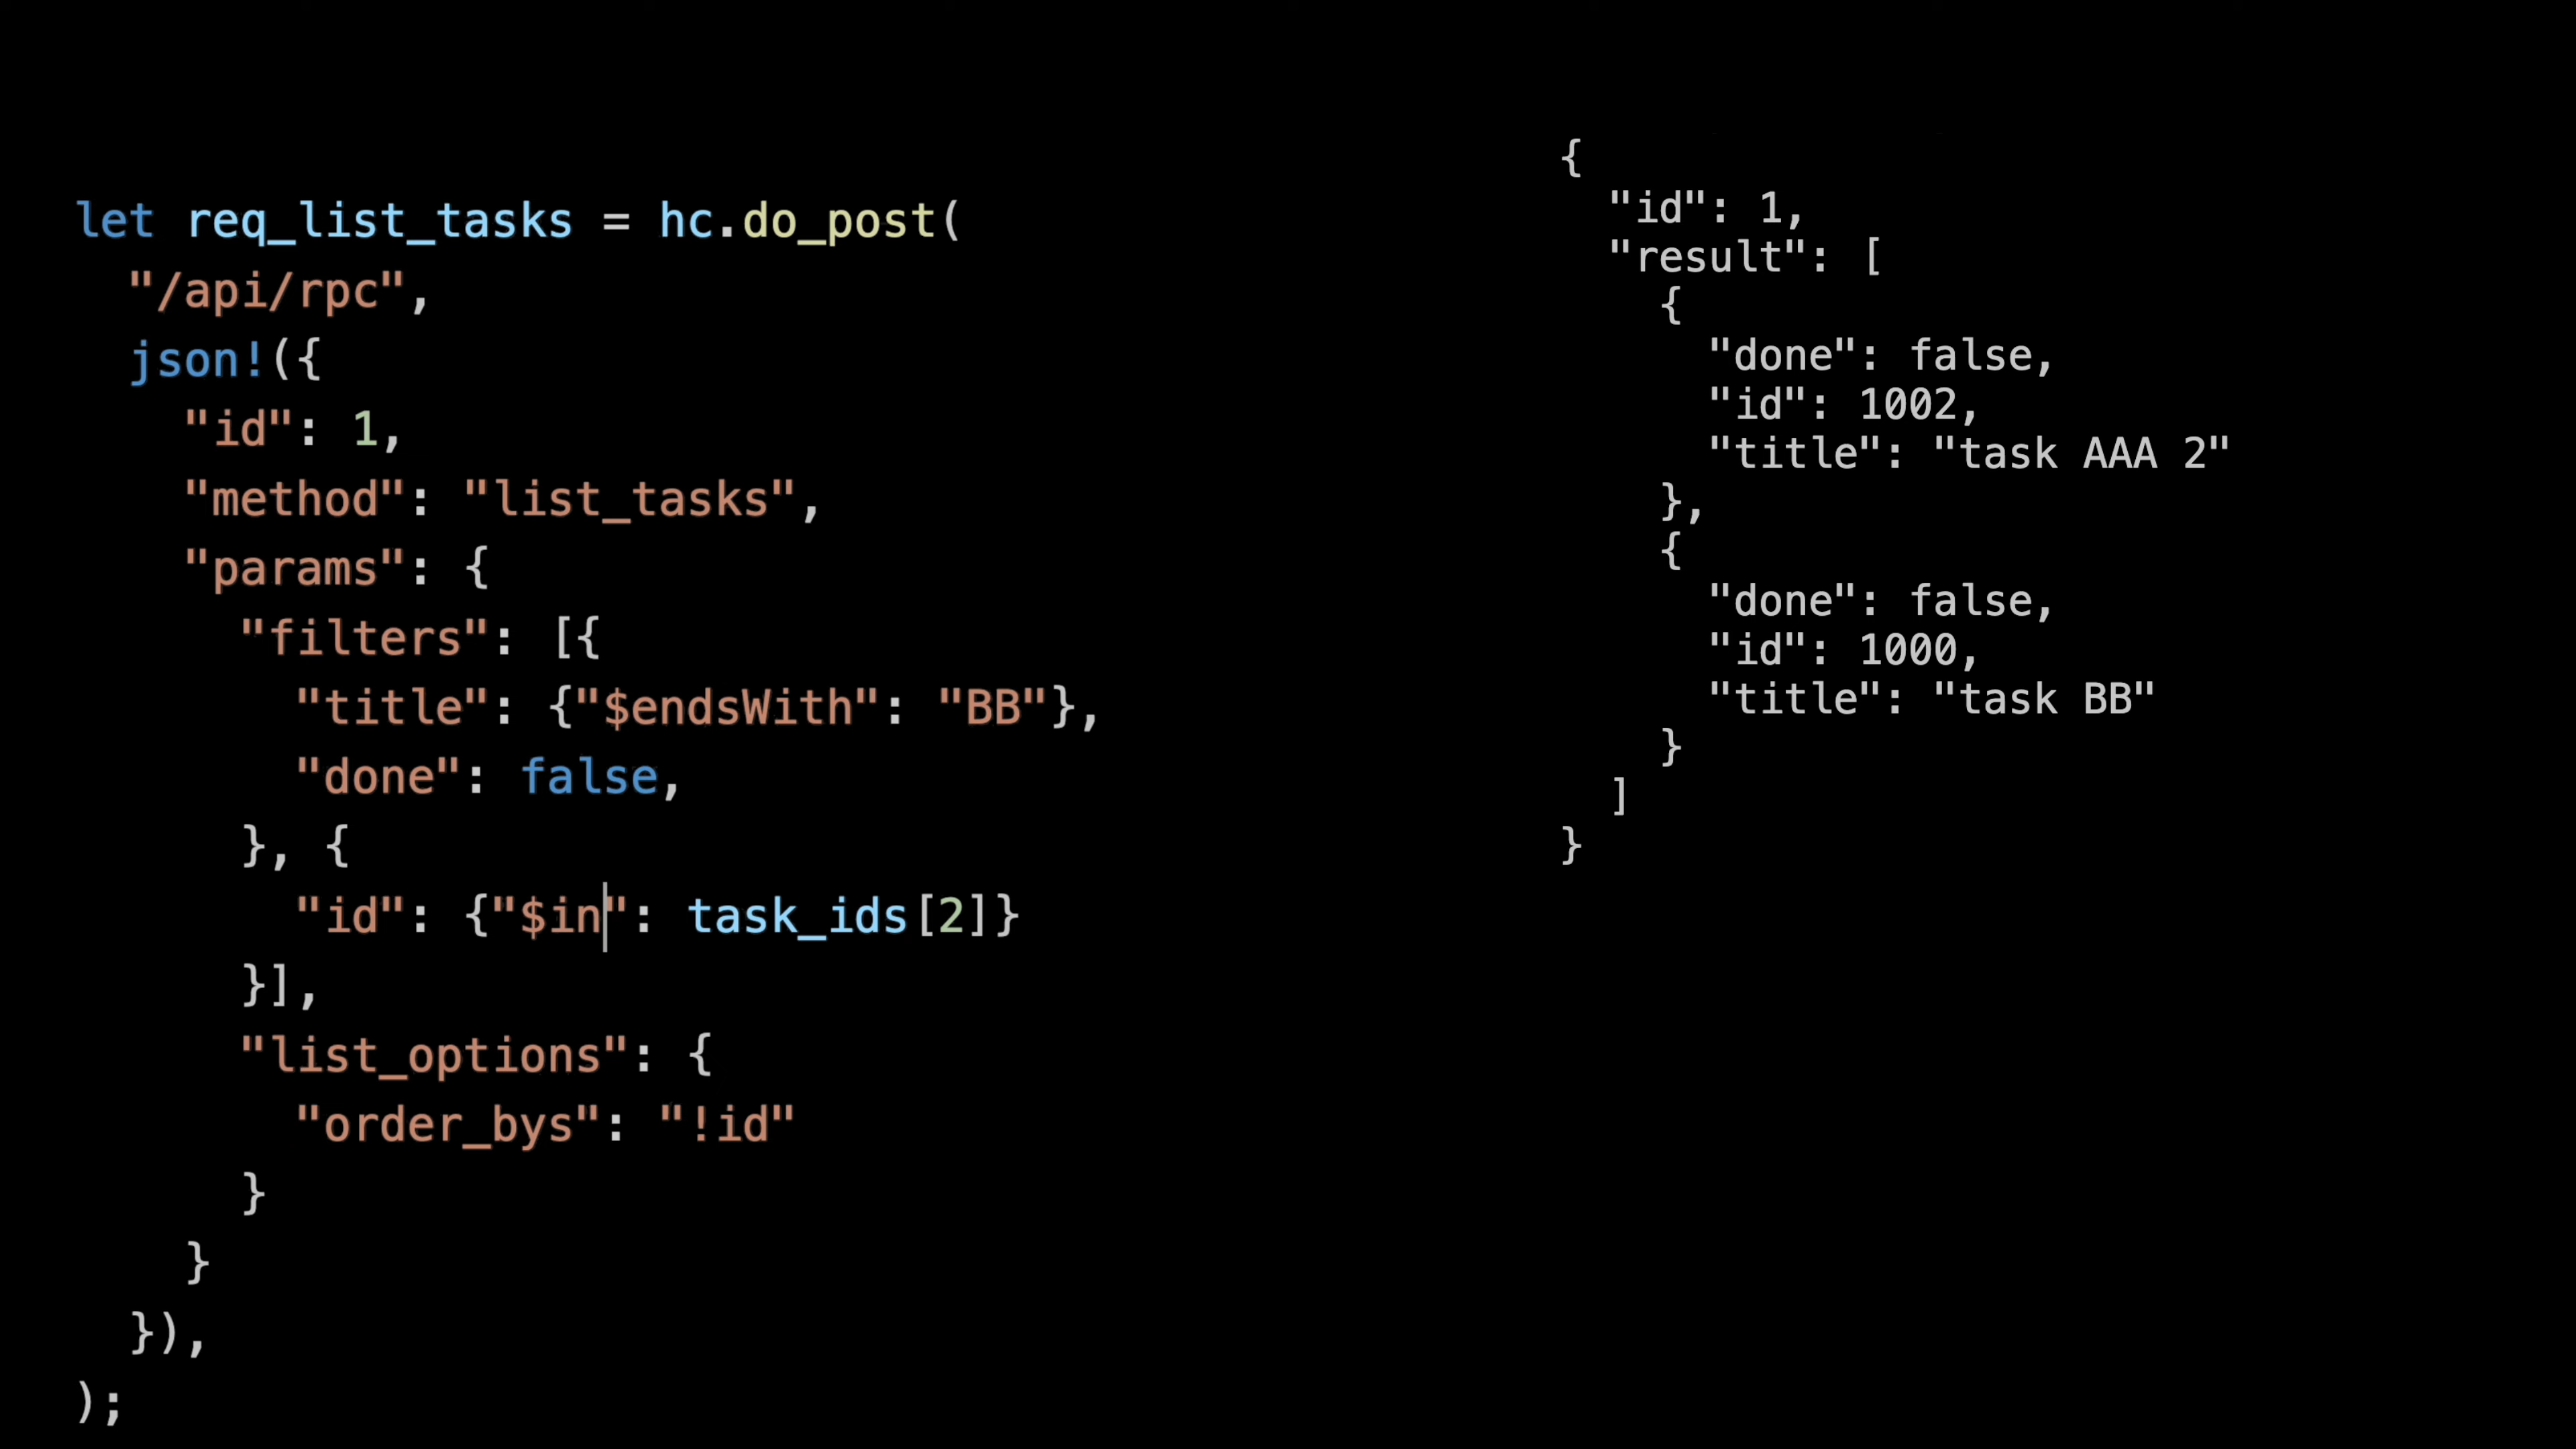 let req_list_tasks = hc.do_post(
  "/api/rpc",
  json!({
    "id": 1,
    "method": "list_tasks",
    "params": {
      "filters": [{
        "title": {"$endsWith": "BB"},
        "done": false,
      }, {
        "id": {"$in": task_ids[2]}
      }],
      "list_options": {
        "order_bys": "!id"
      }
    }
  }),
);
{
  "id": 1,
  "result": [
    {
      "done": false,
      "id": 1002,
      "title": "task AAA 2"
    },
    {
      "done": false,
      "id": 1000,
      "title": "task BB"
    }
  ]
}